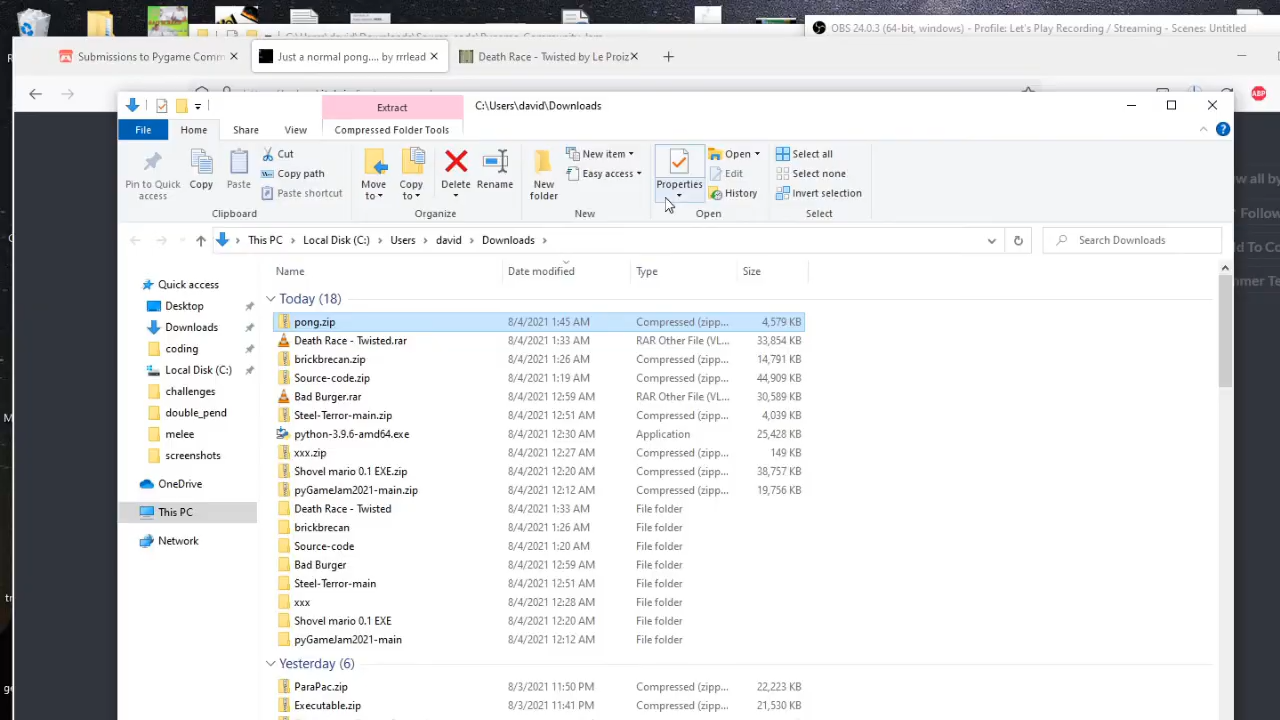 OBS 24.0.3 (64-bit, windows) - Profile: Let's Play Recording / Streaming - Scenes: Untitled
Submissions to Pygame Comm
Just a normal pong.... by rrrlead
Death Race - Twisted by Le Proiz
ABP
Extract
C:\Users\david\Downloads
File
Home
Share
View
Compressed Folder Tools
Pin to Quick access
Copy
Paste
Cut
Copy path
Paste shortcut
Move to
Copy to
Delete
Rename
New folder
New item
Easy access
Properties
Open
Edit
History
Select all
Select none
Invert selection
Clipboard
Organize
New
Open
Select
This PC
Local Disk (C:)
Users
david
Downloads
Search Downloads
Quick access
Desktop
Downloads
coding
Local Disk (C:)
challenges
double_pend
melee
screenshots
OneDrive
This PC
Network
Name
Date modified
Type
Size
Today (18)
pong.zip 8/4/2021 1:45 AM Compressed (zipp... 4,579 KB
Death Race - Twisted.rar 8/4/2021 1:33 AM RAR Other File (VL... 33,854 KB
brickbrecan.zip 8/4/2021 1:26 AM Compressed (zipp... 14,791 KB
Source-code.zip 8/4/2021 1:19 AM Compressed (zipp... 44,909 KB
Bad Burger.rar 8/4/2021 12:59 AM RAR Other File (VL... 30,589 KB
Steel-Terror-main.zip 8/4/2021 12:51 AM Compressed (zipp... 4,039 KB
python-3.9.6-amd64.exe 8/4/2021 12:30 AM Application 25,428 KB
xxx.zip 8/4/2021 12:27 AM Compressed (zipp... 149 KB
Shovel mario 0.1 EXE.zip 8/4/2021 12:20 AM Compressed (zipp... 38,757 KB
pyGameJam2021-main.zip 8/4/2021 12:12 AM Compressed (zipp... 19,756 KB
Death Race - Twisted 8/4/2021 1:33 AM File folder
brickbrecan 8/4/2021 1:26 AM File folder
Source-code 8/4/2021 1:20 AM File folder
Bad Burger 8/4/2021 12:59 AM File folder
Steel-Terror-main 8/4/2021 12:51 AM File folder
xxx 8/4/2021 12:28 AM File folder
Shovel mario 0.1 EXE 8/4/2021 12:20 AM File folder
pyGameJam2021-main 8/4/2021 12:12 AM File folder
Yesterday (6)
ParaPac.zip 8/3/2021 11:50 PM Compressed (zipp... 22,223 KB
Executable.zip 8/3/2021 11:41 PM Compressed (zipp... 21,530 KB